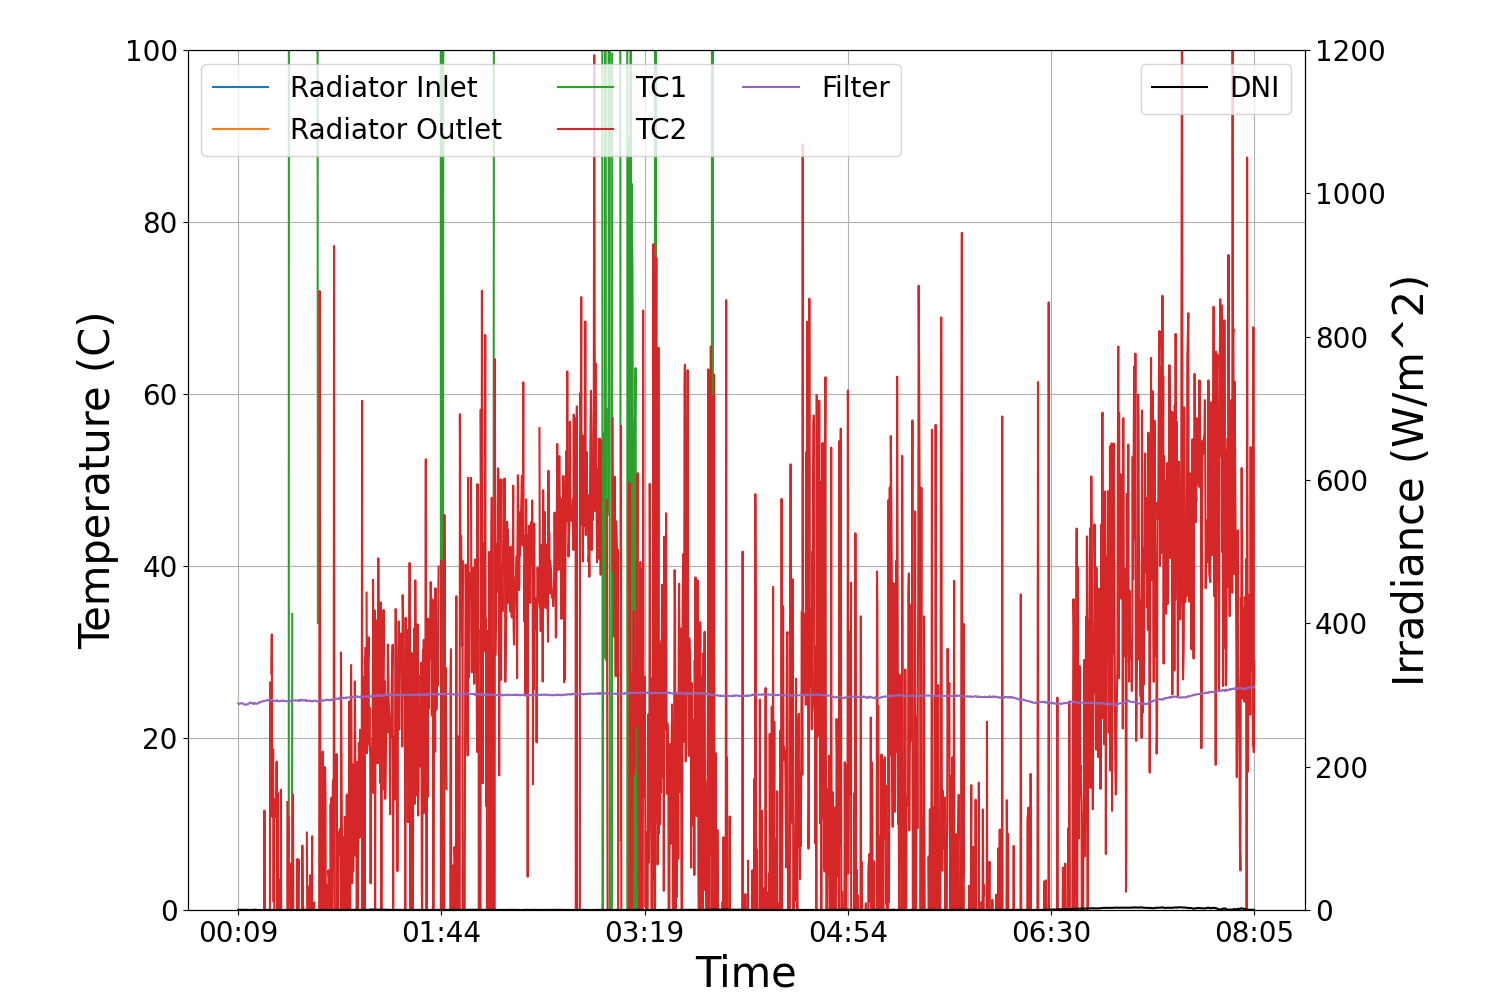 100
80
60
40
20
0
Temperature (C)
Radiator Inlet
Radiator Outlet
TC1
TC2
Filter
DNI
1200
1000
800
600
400
200
0
Irradiance (W/m^2)
00:09 01:44 03:19 04:54 06:30 08:05
Time